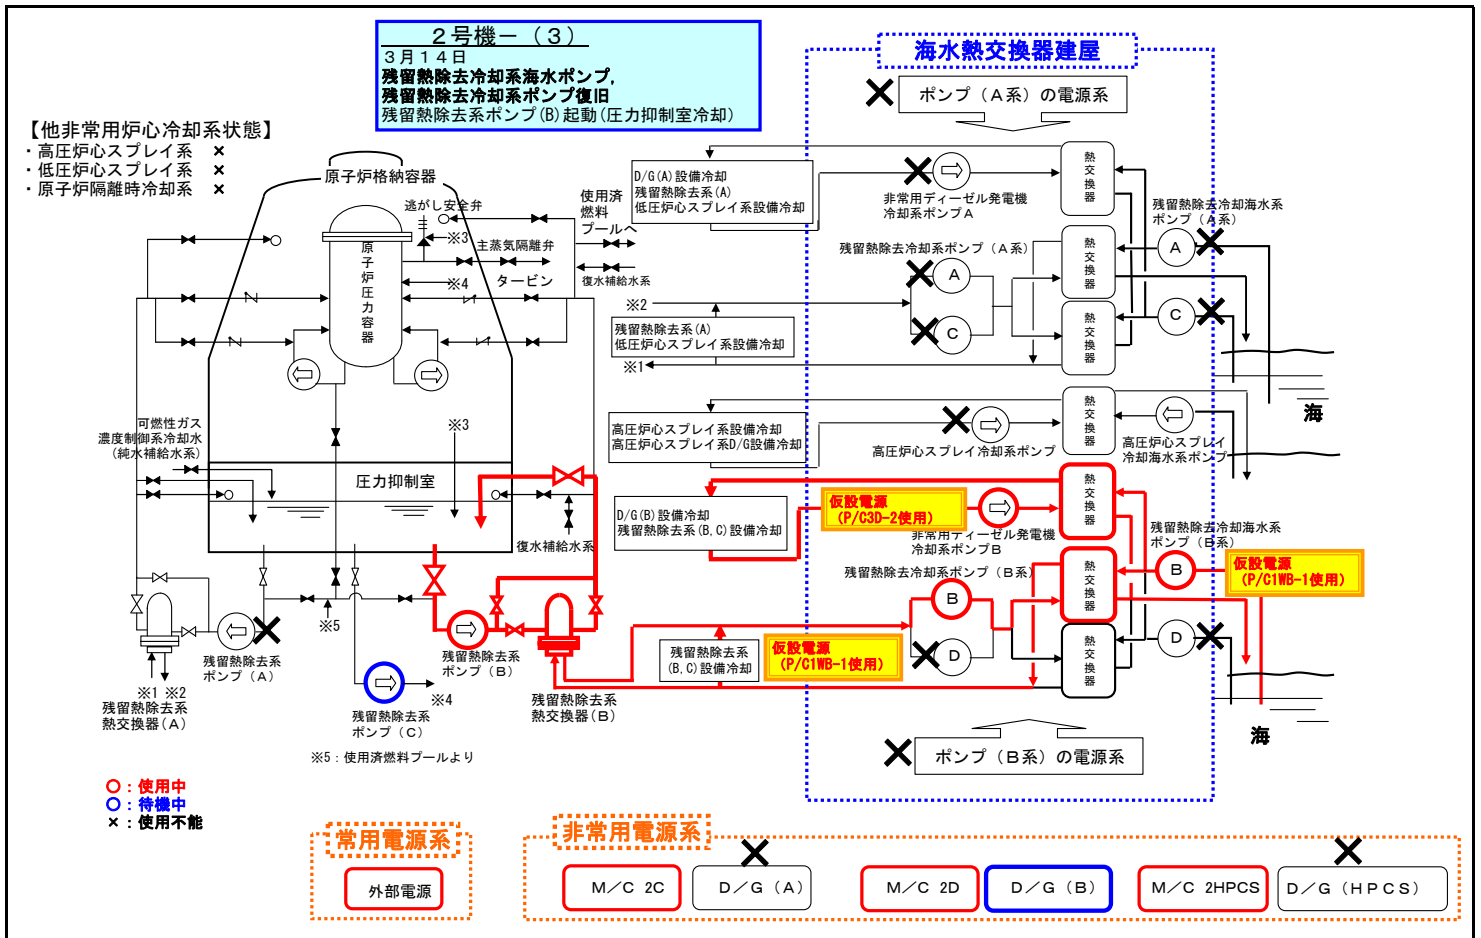 2号機－（３）
３月１４日
残留熱除去冷却系海水ポンプ,
残留熱除去冷却系ポンプ復旧
残留熱除去系ポンプ(B)起動(圧力抑制室冷却)
【他非常用炉心冷却系状態】
・高圧炉心スプレイ系 ×
・低圧炉心スプレイ系 ×
・原子炉隔離時冷却系 ×
海水熱交換器建屋
ポンプ（A系）の電源系
原子炉格納容器
逃がし安全弁
※3
主蒸気隔離弁
※4
タービン
原子炉圧力容器
使用済
燃料
プールへ
復水補給水系
D/G(A)設備冷却
残留熱除去系(A)
低圧炉心スプレイ系設備冷却
非常用ディーゼル発電機
冷却系ポンプA
熱交換器
残留熱除去冷却海水系
ポンプ（A系）
A
残留熱除去冷却系ポンプ（A系）
A
熱交換器
※2
C
C
残留熱除去系(A)
低圧炉心スプレイ系設備冷却
熱交換器
※1
海
可燃性ガス
濃度制御系冷却水
(純水補給水系)
※3
圧力抑制室
高圧炉心スプレイ系設備冷却
高圧炉心スプレイ系D/G設備冷却
高圧炉心スプレイ冷却系ポンプ
熱交換器
高圧炉心スプレイ
冷却海水系ポンプ
D/G(B)設備冷却
残留熱除去系(B,C)設備冷却
仮設電源
(P/C3D-2使用)
非常用ディーゼル発電機
冷却系ポンプB
熱交換器
残留熱除去冷却海水系
ポンプ（B系）
B
仮設電源
(P/C1WB-1使用)
復水補給水系
残留熱除去冷却系ポンプ（B系）
B
熱交換器
※5
残留熱除去系
ポンプ（A）
残留熱除去系
ポンプ（B）
残留熱除去系
(B,C)設備冷却
仮設電源
(P/C1WB-1使用)
D
熱交換器
D
※1 ※2
残留熱除去系
熱交換器(A)
※4
残留熱除去系
ポンプ（C）
残留熱除去系
熱交換器(B)
海
※5：使用済燃料プールより
ポンプ（B系）の電源系
○：使用中
○：待機中
×：使用不能
常用電源系
外部電源
非常用電源系
M／C 2C
D／G（A）
M／C 2D
D／G（B）
M／C 2HPCS
D／G（HPCS）